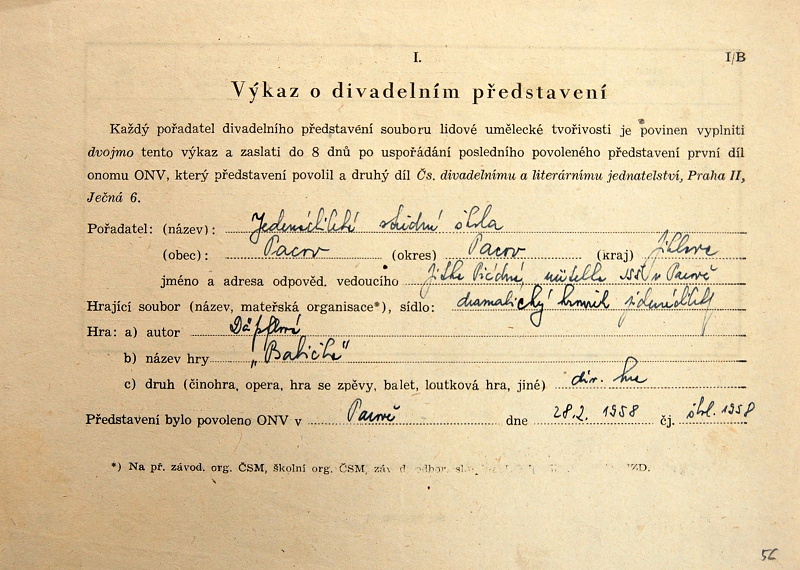 I. I/B
Výkaz o divadelním představení
Každý pořadatel divadelního představení souboru lidové umělecké tvořivosti je povinen vyplniti
dvojmo tento výkaz a zaslati do 8 dnů po uspořádání posledního povoleného představení první díl
onomu ONV, který představení povolil a druhý díl Čs. divadelnímu a literárnímu jednatelství, Praha II,
Ječná 6.
Pořadatel: (název): Jedenáctiletá střední škola
(obec): Pacov (okres) Pacov (kraj) Jihlava
jméno a adresa odpověd. vedoucího Jitka učitelka v Pacově
Hrající soubor (název, mateřská organisace*), sídlo: dramatický kroužek jedenáctiletky
Hra: a) autor
b) název hry „Babička"
c) druh (činohra, opera, hra se zpěvy, balet, loutková hra, jiné) div. hra
Představení bylo povoleno ONV v Pacově dne 28.2. 1958 čj. škol. 1958
*) Na př. závod. org. ČSM, školní org. ČSM, JZD.
56